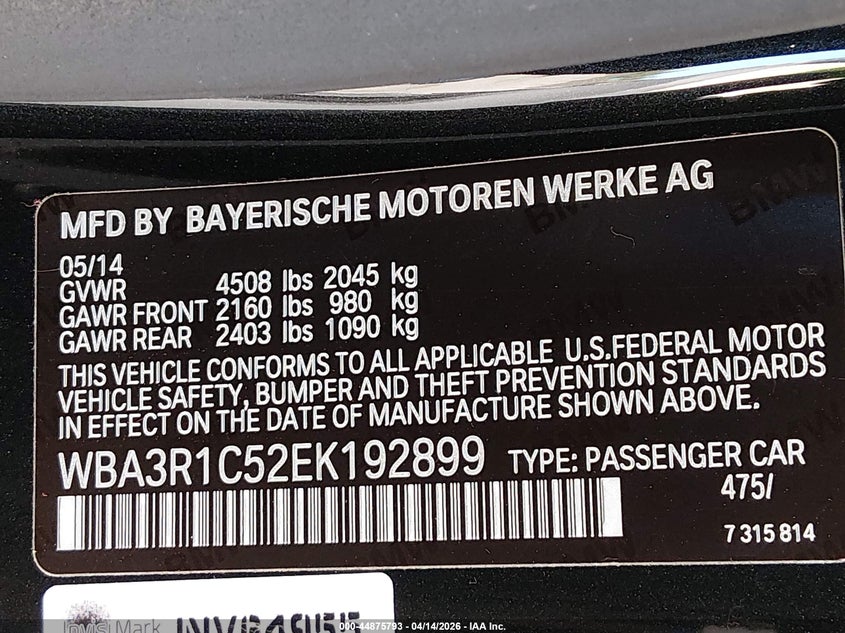 MFD BY BAYERISCHE MOTOREN WERKE AG
05/14
GVWR 4508 lbs 2045 kg
GAWR FRONT 2160 lbs 980 kg
GAWR REAR 2403 lbs 1090 kg
THIS VEHICLE CONFORMS TO ALL APPLICABLE U.S.FEDERAL MOTOR
VEHICLE SAFETY, BUMPER AND THEFT PREVENTION STANDARDS
IN EFFECT ON THE DATE OF MANUFACTURE SHOWN ABOVE.
WBA3R1C52EK192899 TYPE: PASSENGER CAR
475/
7 315 814
InvisiMark
000-44875793 - 04/14/2026 - IAA Inc.